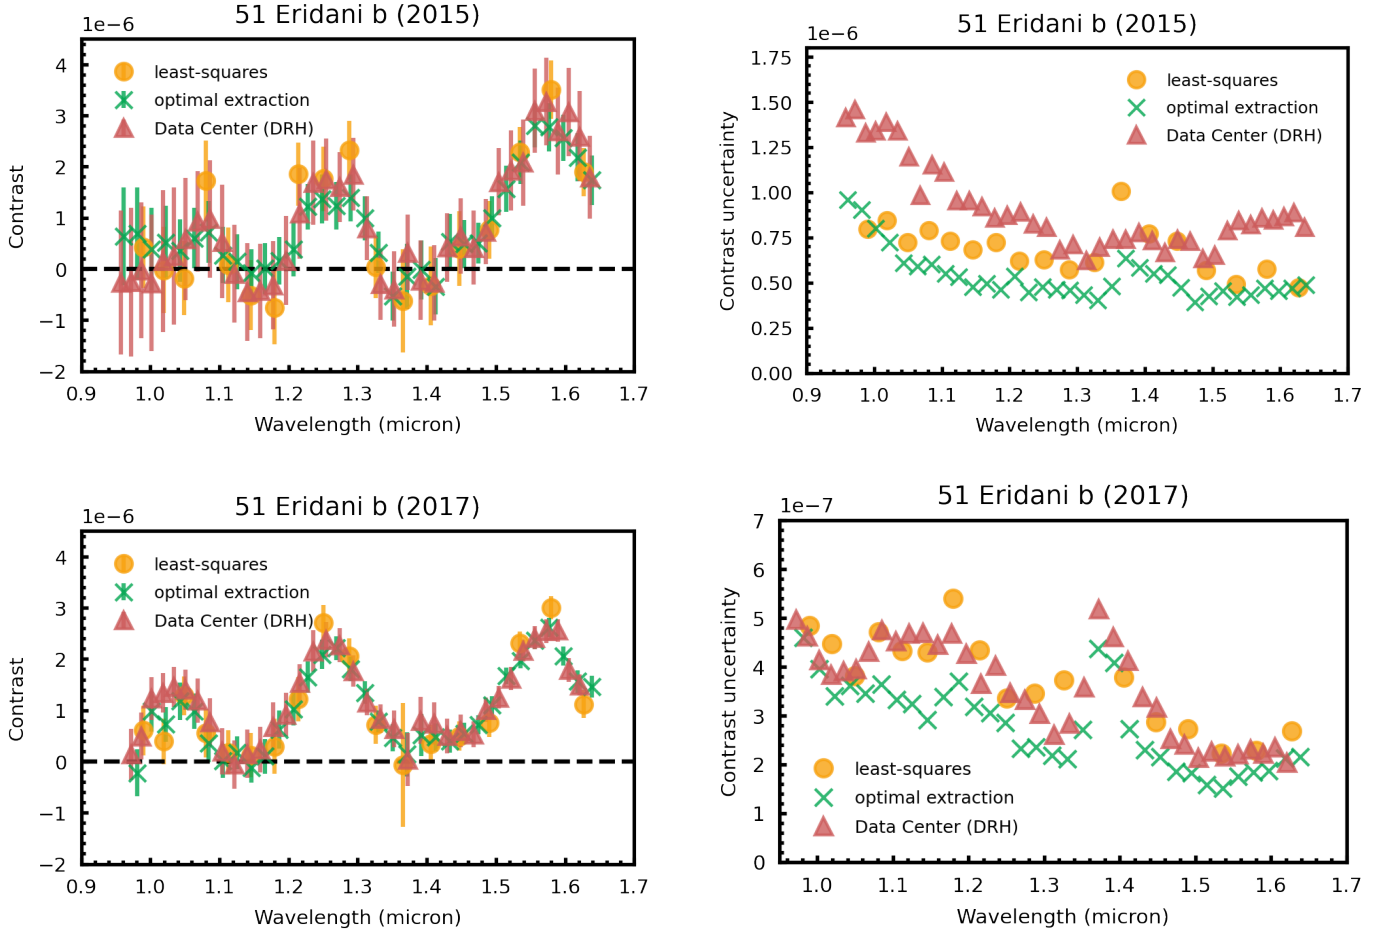 51 Eridani b (2015)
1e−6
4
3
2
1
0
−1
−2
Contrast
least-squares
optimal extraction
Data Center (DRH)
0.9 1.0 1.1 1.2 1.3 1.4 1.5 1.6 1.7
Wavelength (micron)
51 Eridani b (2015)
1e−6
1.75
1.50
1.25
1.00
0.75
0.50
0.25
0.00
Contrast uncertainty
least-squares
optimal extraction
Data Center (DRH)
0.9 1.0 1.1 1.2 1.3 1.4 1.5 1.6 1.7
Wavelength (micron)
51 Eridani b (2017)
1e−6
4
3
2
1
0
−1
−2
Contrast
least-squares
optimal extraction
Data Center (DRH)
0.9 1.0 1.1 1.2 1.3 1.4 1.5 1.6 1.7
Wavelength (micron)
51 Eridani b (2017)
1e−7
7
6
5
4
3
2
1
0
Contrast uncertainty
least-squares
optimal extraction
Data Center (DRH)
1.0 1.1 1.2 1.3 1.4 1.5 1.6 1.7
Wavelength (micron)